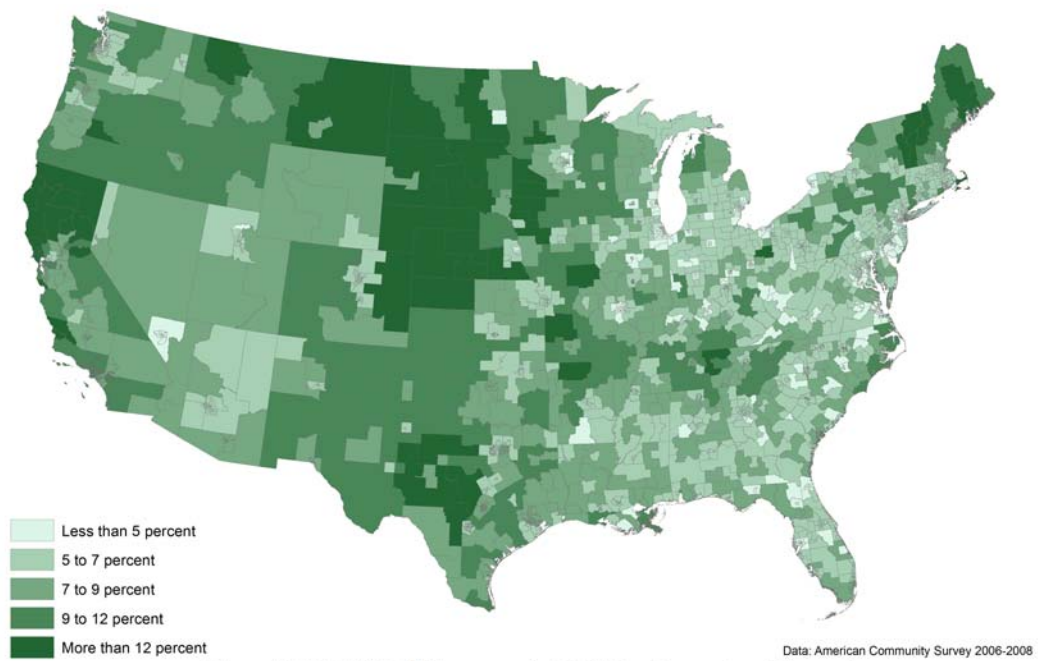 Less than 5 percent
5 to 7 percent
7 to 9 percent
9 to 12 percent
More than 12 percent
Data: American Community Survey 2006-2008